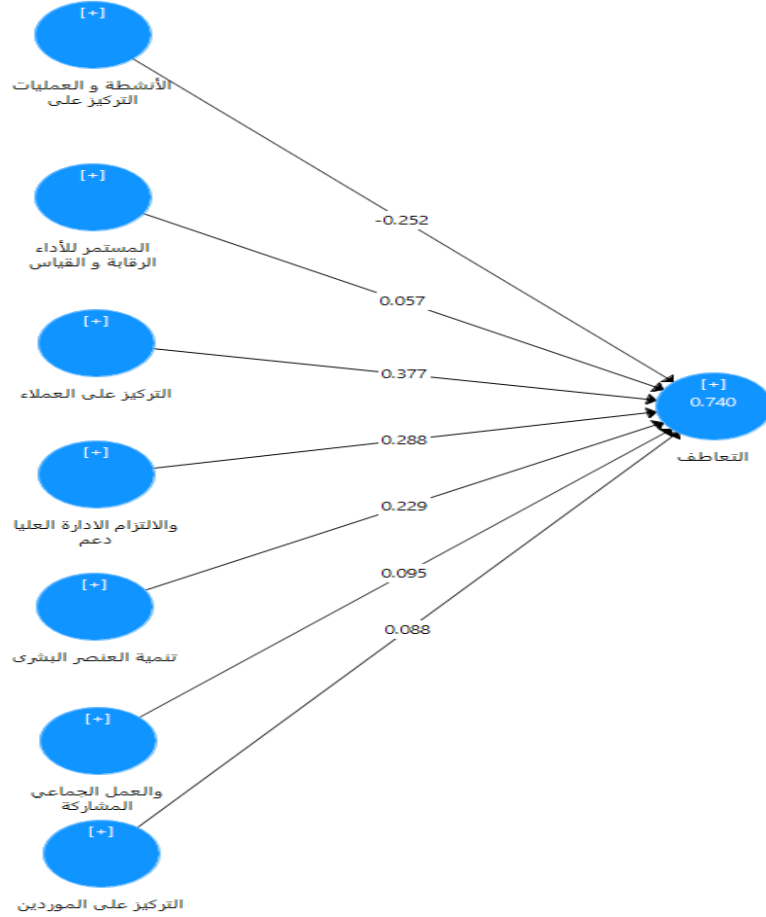 [+]
الأنشطة و العمليات
التركيز على
[+]
المستمر للأداء
الرقابة و القياس
[+]
التركيز على العملاء
[+]
والالتزام الادارة العليا
دعم
[+]
تنمية العنصر البشرى
[+]
والعمل الجماعي
المشاركة
[+]
التركيز على الموردين
-0.252
0.057
0.377
0.288
0.229
0.095
0.088
[+]
0.740
التعاطف